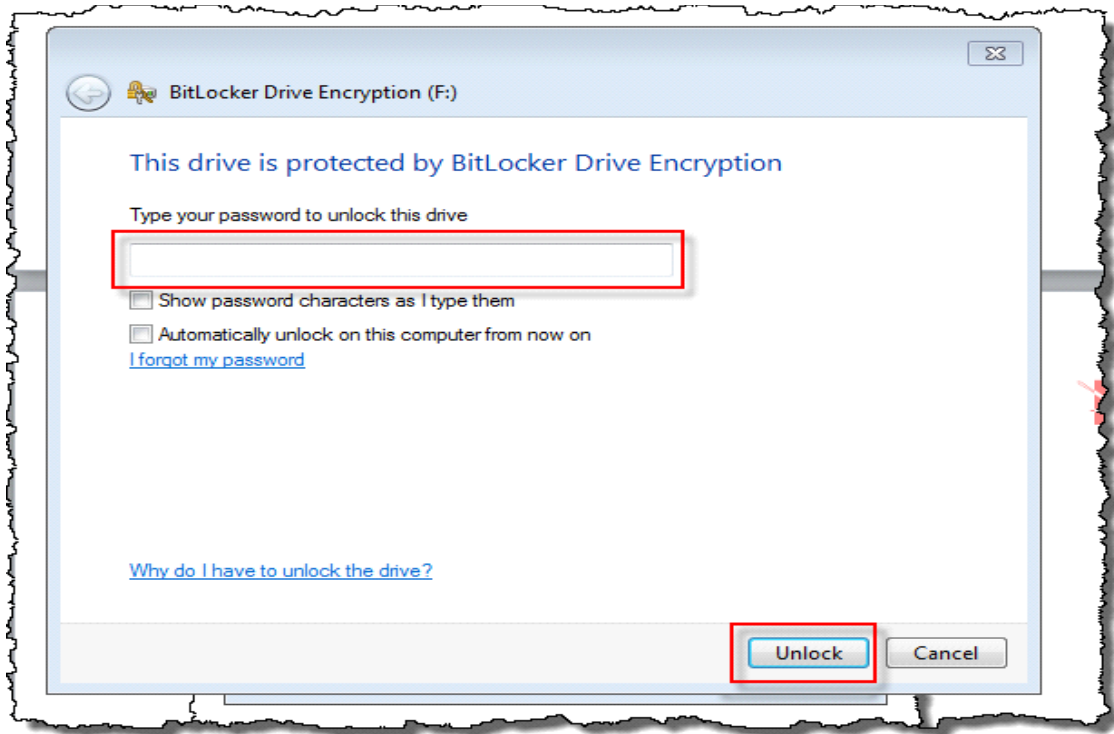 BitLocker Drive Encryption (F:)
This drive is protected by BitLocker Drive Encryption
Type your password to unlock this drive
Show password characters as I type them
Automatically unlock on this computer from now on
I forgot my password
Why do I have to unlock the drive?
Unlock
Cancel